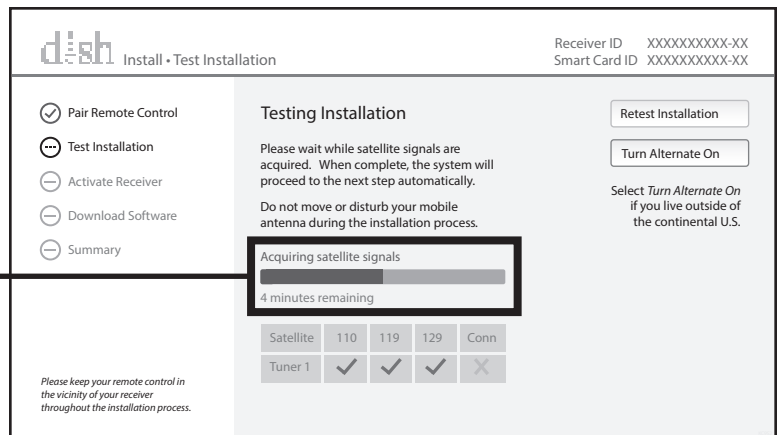 dish Install • Test Installation
Receiver ID XXXXXXXXXX-XX
Smart Card ID XXXXXXXXXX-XX
Pair Remote Control
Test Installation
Activate Receiver
Download Software
Summary
Please keep your remote control in
the vicinity of your receiver
throughout the installation process.
Testing Installation
Please wait while satellite signals are
acquired. When complete, the system will
proceed to the next step automatically.
Do not move or disturb your mobile
antenna during the installation process.
Acquiring satellite signals
4 minutes remaining
Satellite 110 119 129 Conn
Tuner 1 ✓ ✓ ✓ X
Retest Installation
Turn Alternate On
Select Turn Alternate On
if you live outside of
the continental U.S.